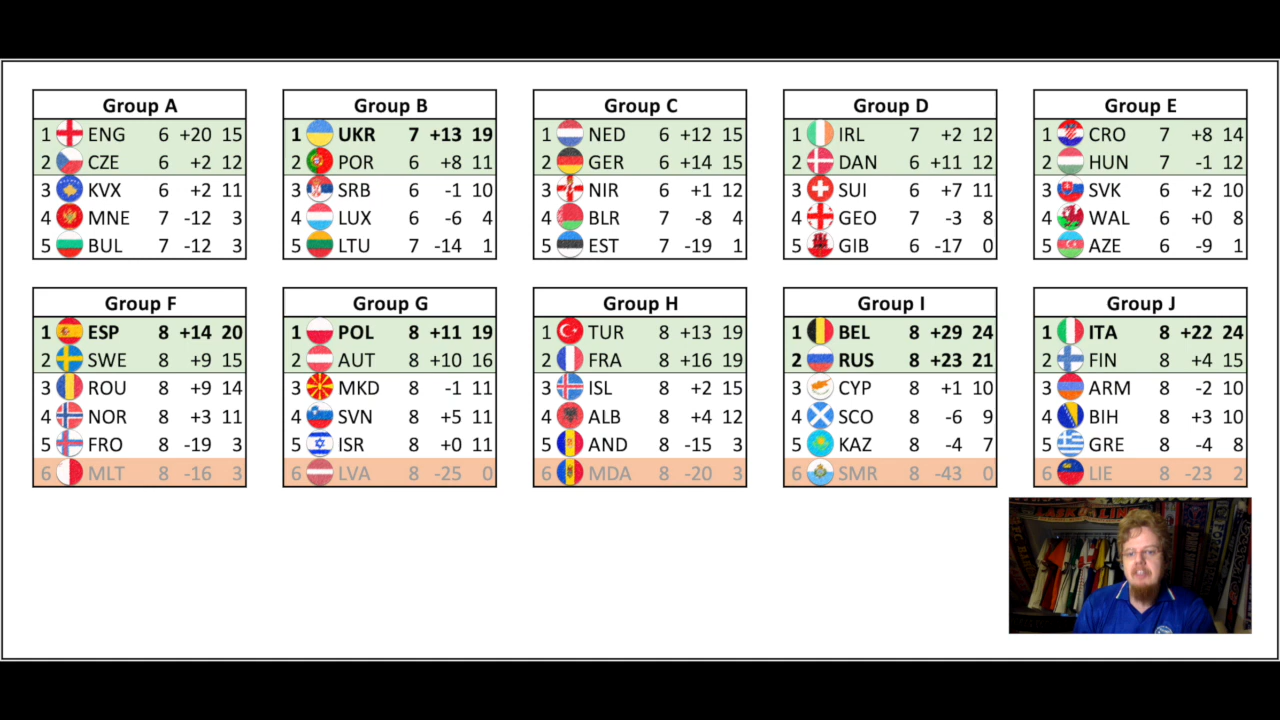 Group A
1 ENG 6 +20 15
2 CZE 6 +2 12
3 KVX 6 +2 11
4 MNE 7 -12 3
5 BUL 7 -12 3
Group B
1 UKR 7 +13 19
2 POR 6 +8 11
3 SRB 6 -1 10
4 LUX 6 -6 4
5 LTU 7 -14 1
Group C
1 NED 6 +12 15
2 GER 6 +14 15
3 NIR 6 +1 12
4 BLR 7 -8 4
5 EST 7 -19 1
Group D
1 IRL 7 +2 12
2 DAN 6 +11 12
3 SUI 6 +7 11
4 GEO 7 -3 8
5 GIB 6 -17 0
Group E
1 CRO 7 +8 14
2 HUN 7 -1 12
3 SVK 6 +2 10
4 WAL 6 +0 8
5 AZE 6 -9 1
Group F
1 ESP 8 +14 20
2 SWE 8 +9 15
3 ROU 8 +9 14
4 NOR 8 +3 11
5 FRO 8 -19 3
6 MLT 8 -16 3
Group G
1 POL 8 +11 19
2 AUT 8 +10 16
3 MKD 8 -1 11
4 SVN 8 +5 11
5 ISR 8 +0 11
6 LVA 8 -25 0
Group H
1 TUR 8 +13 19
2 FRA 8 +16 19
3 ISL 8 +2 15
4 ALB 8 +4 12
5 AND 8 -15 3
6 MDA 8 -20 3
Group I
1 BEL 8 +29 24
2 RUS 8 +23 21
3 CYP 8 +1 10
4 SCO 8 -6 9
5 KAZ 8 -4 7
6 SMR 8 -43 0
Group J
1 ITA 8 +22 24
2 FIN 8 +4 15
3 ARM 8 -2 10
4 BIH 8 +3 10
5 GRE 8 -4 8
6 LIE 8 -23 2